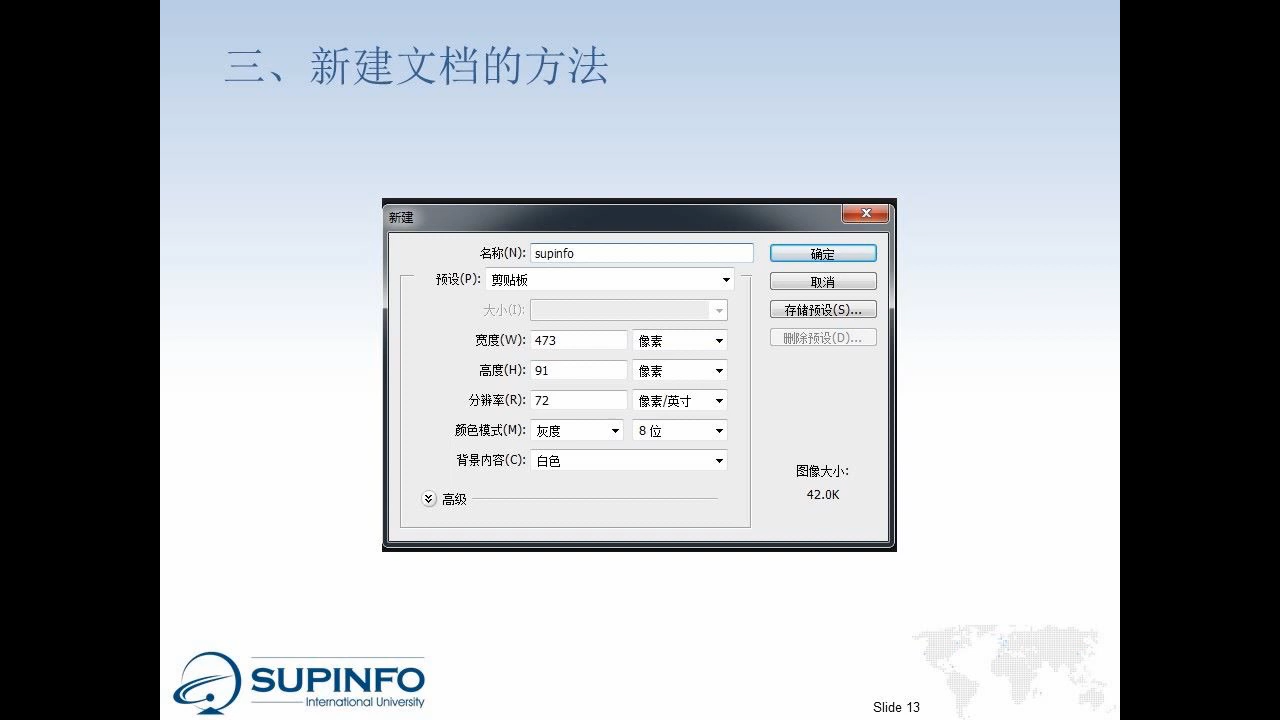 三、新建文档的方法
新建
名称(N): supinfo 确定
预设(P): 剪贴板 取消
大小(I): 存储预设(S)...
宽度(W): 473 像素 删除预设(D)...
高度(H): 91 像素
分辨率(R): 72 像素/英寸
颜色模式(M): 灰度 8 位
背景内容(C): 白色 图像大小:
高级 42.0K
SUPINFO
International University
Slide 13